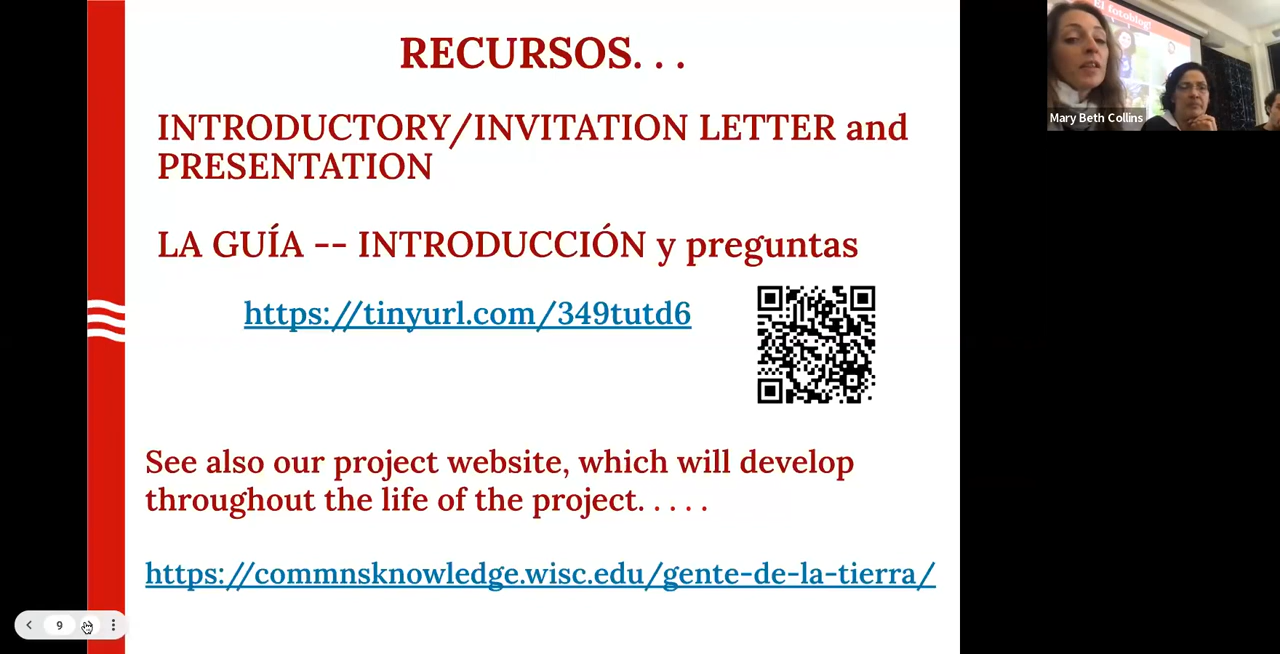 RECURSOS. . .
INTRODUCTORY/INVITATION LETTER and
PRESENTATION
LA GUÍA -- INTRODUCCIÓN y preguntas
https://tinyurl.com/349tutd6
See also our project website, which will develop
throughout the life of the project. . . . .
https://commnsknowledge.wisc.edu/gente-de-la-tierra/
9
El fotoblog!
Mary Beth Collins